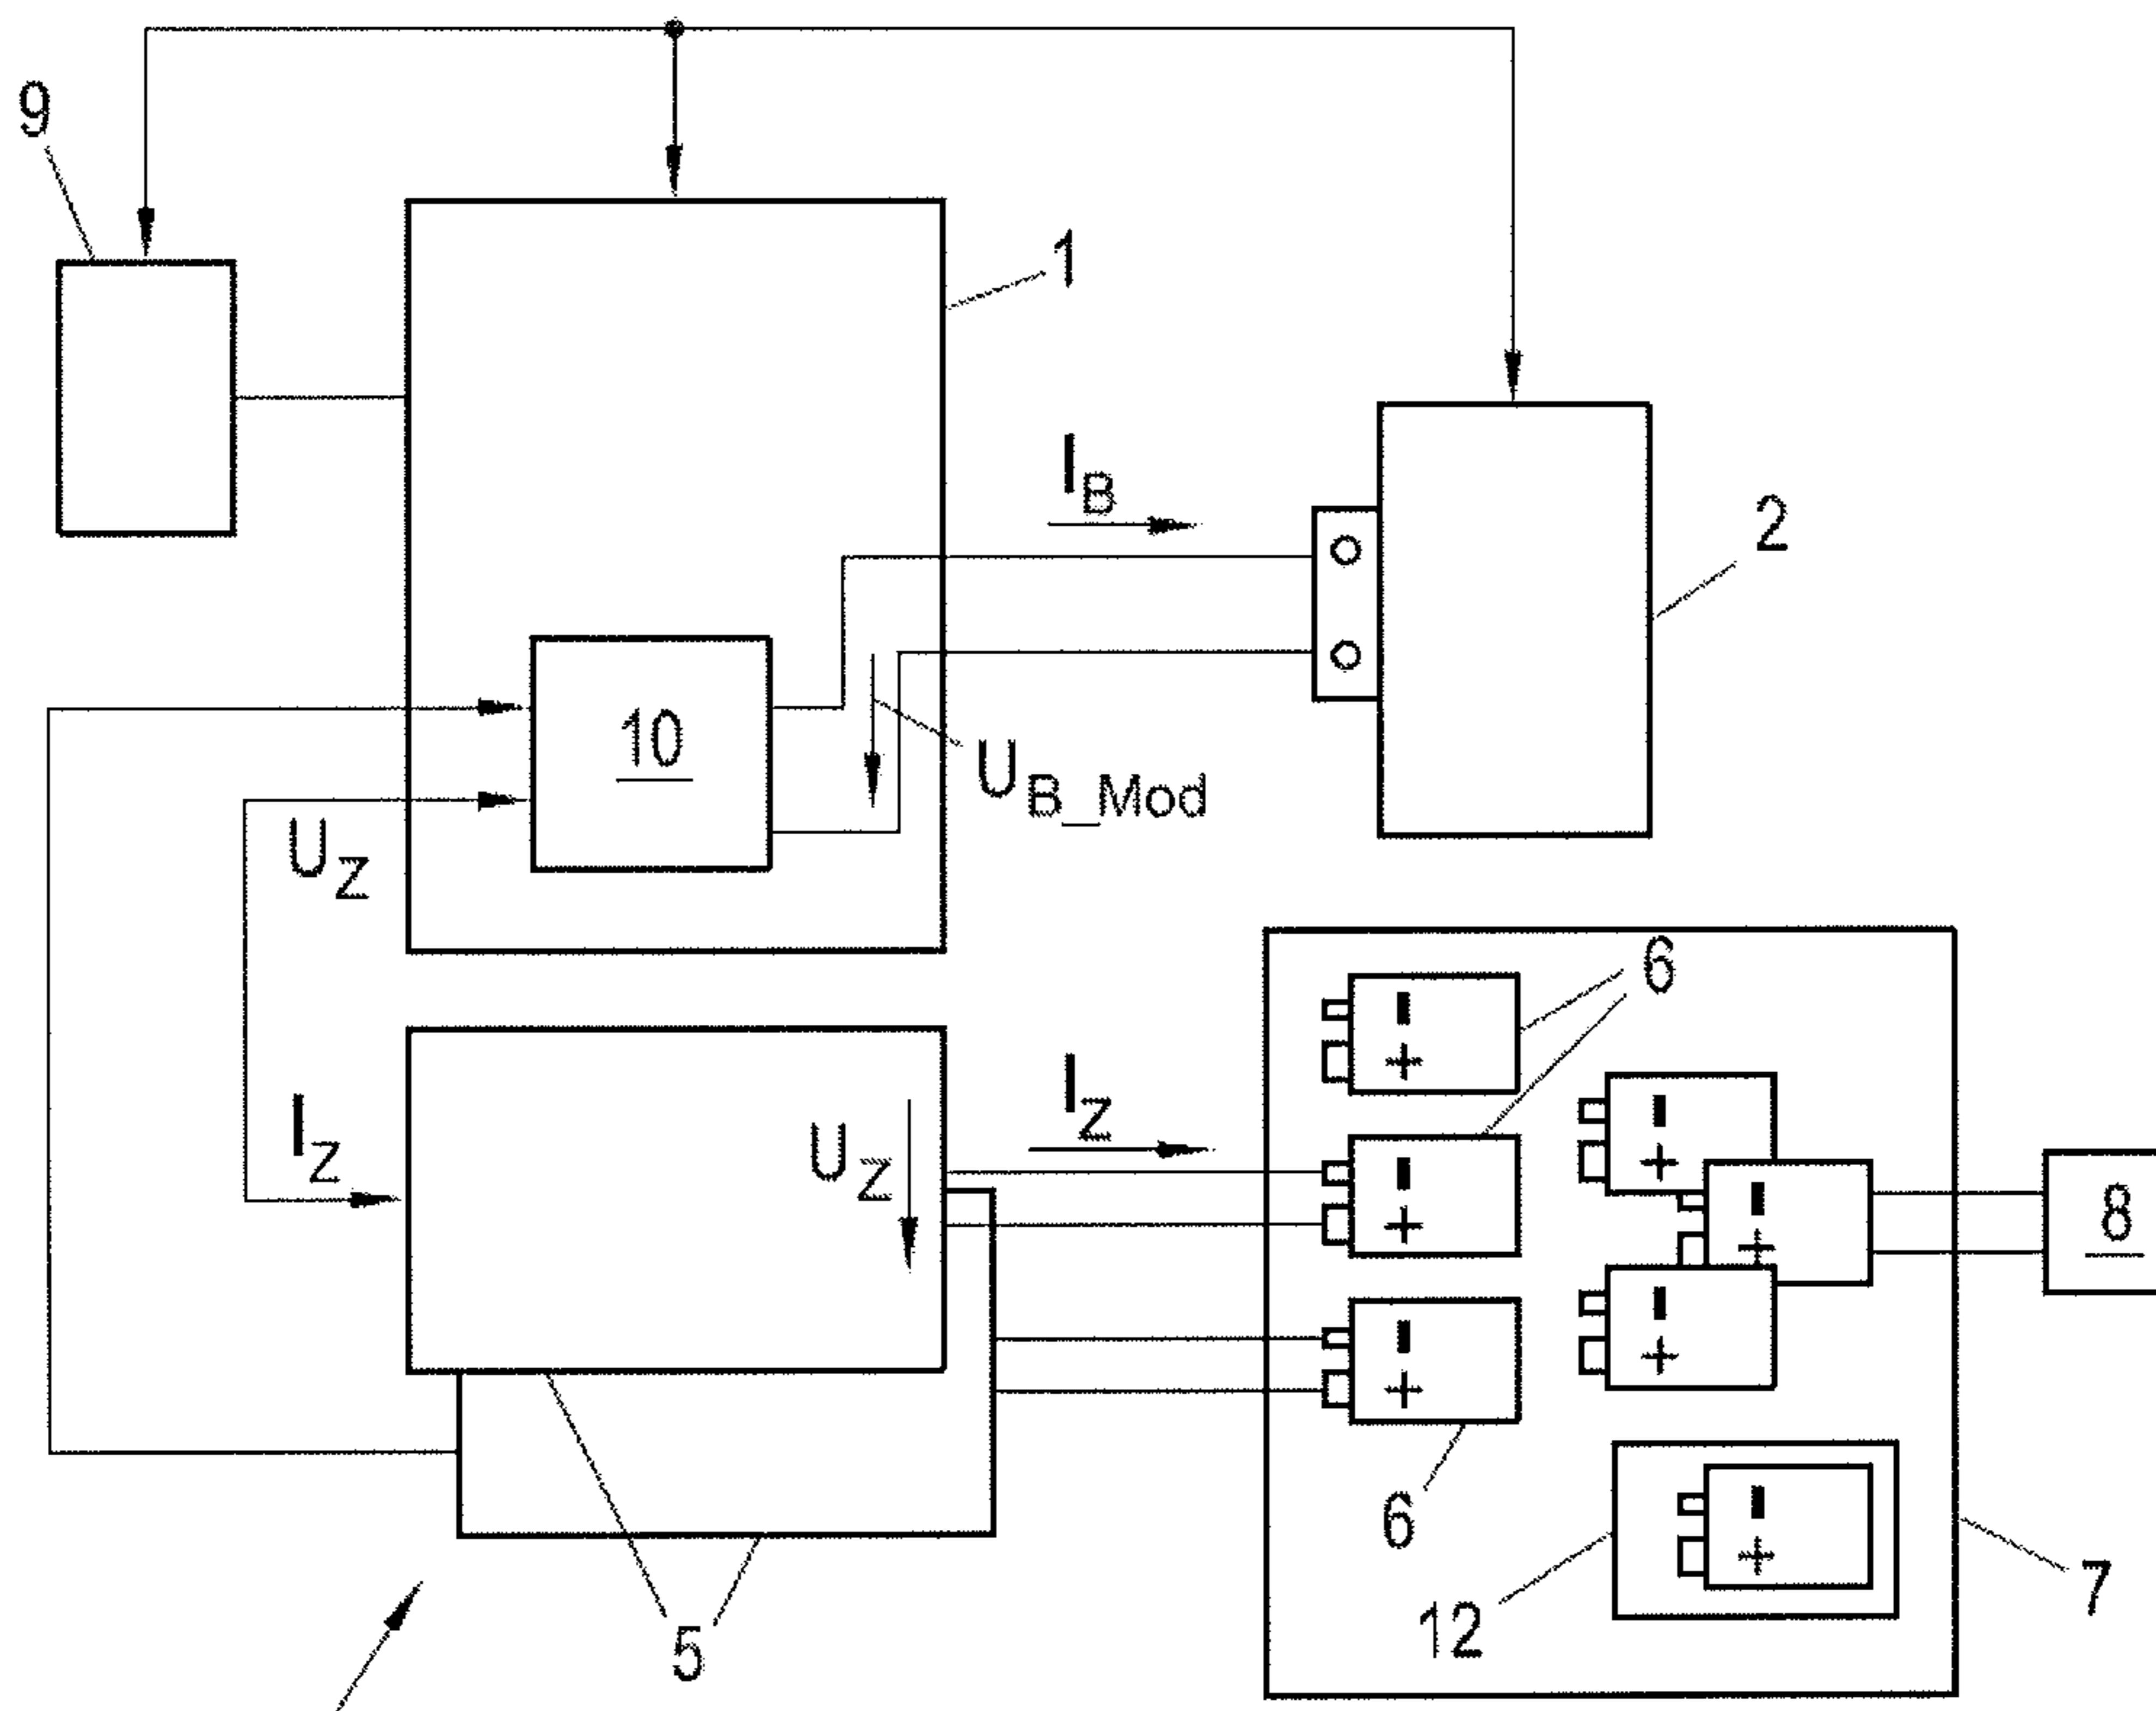 9
1
I_B
2
10
U_B_Mod
U_Z
6
- +
- +
- +
- +
- +
- +
- +
I_Z
U_Z
I_Z
8
6
12
7
5